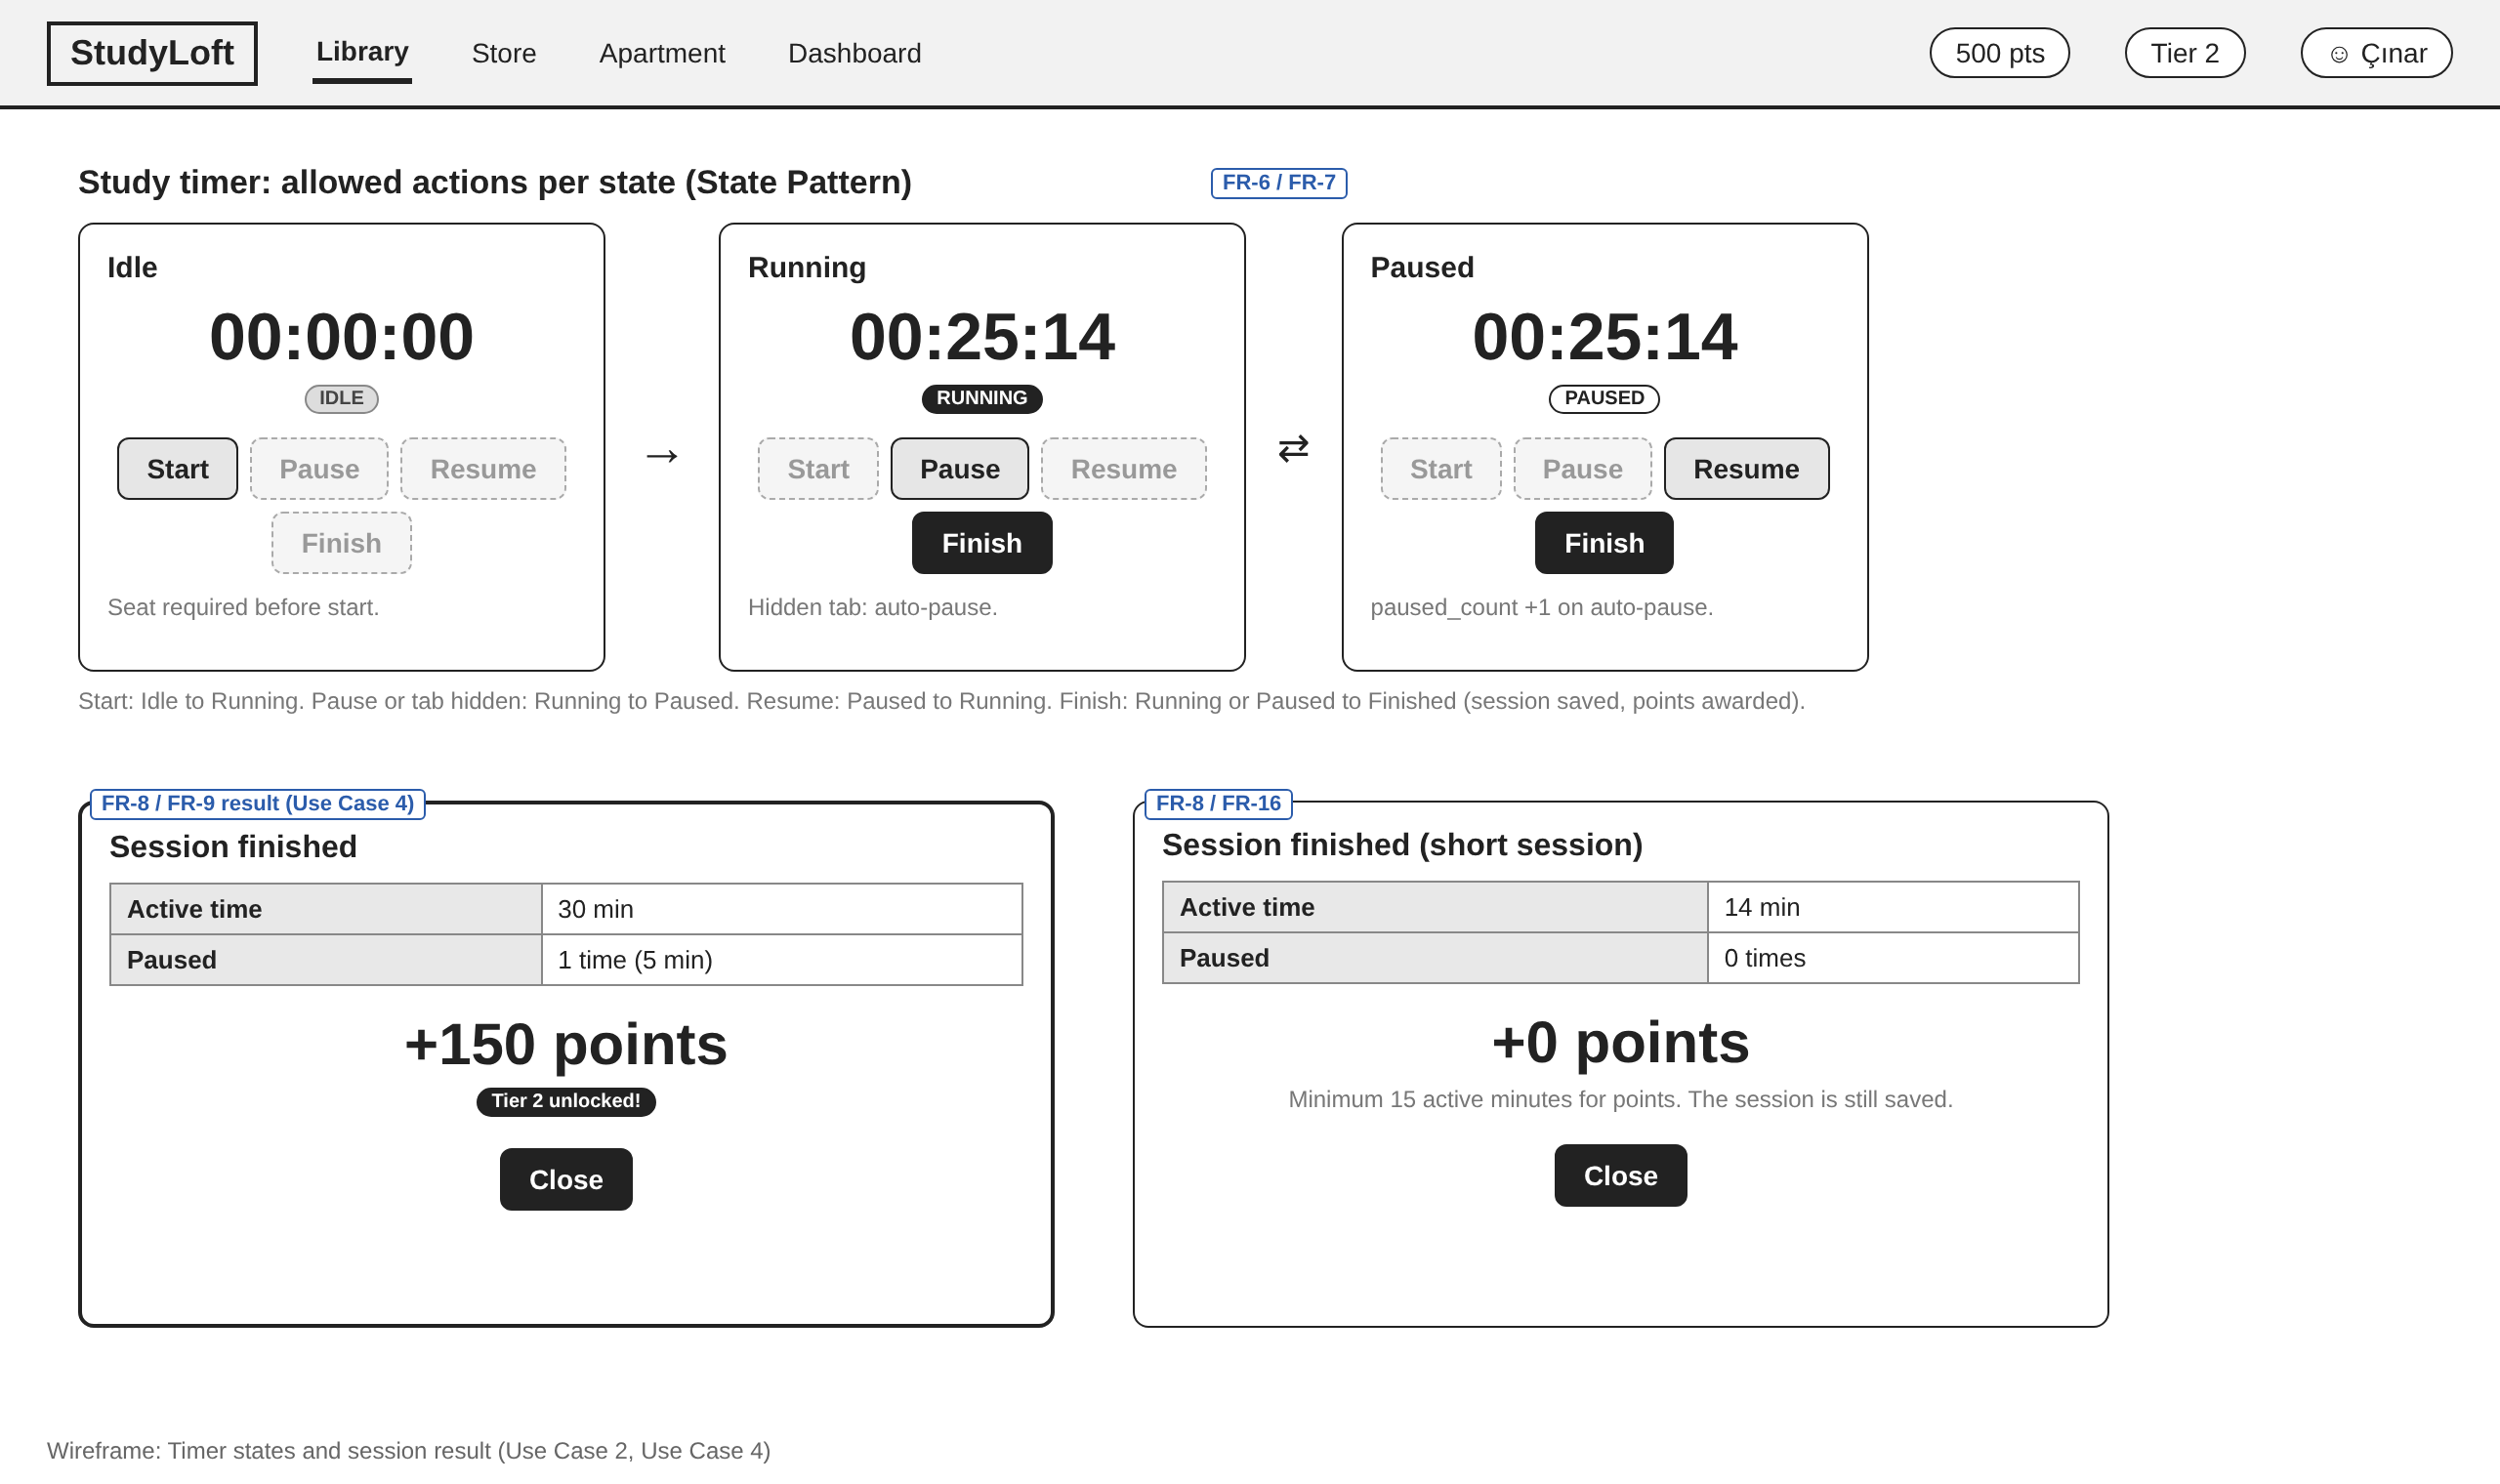 StudyLoft Library Store Apartment Dashboard 500 pts Tier 2 ☺ Çınar
Study timer: allowed actions per state (State Pattern) FR-6 / FR-7
Idle
00:00:00
IDLE
Start Pause Resume
Finish
Seat required before start.
→
Running
00:25:14
RUNNING
Start Pause Resume
Finish
Hidden tab: auto-pause.
⇄
Paused
00:25:14
PAUSED
Start Pause Resume
Finish
paused_count +1 on auto-pause.
Start: Idle to Running. Pause or tab hidden: Running to Paused. Resume: Paused to Running. Finish: Running or Paused to Finished (session saved, points awarded).
FR-8 / FR-9 result (Use Case 4)
Session finished
Active time 30 min
Paused 1 time (5 min)
+150 points
Tier 2 unlocked!
Close
FR-8 / FR-16
Session finished (short session)
Active time 14 min
Paused 0 times
+0 points
Minimum 15 active minutes for points. The session is still saved.
Close
Wireframe: Timer states and session result (Use Case 2, Use Case 4)